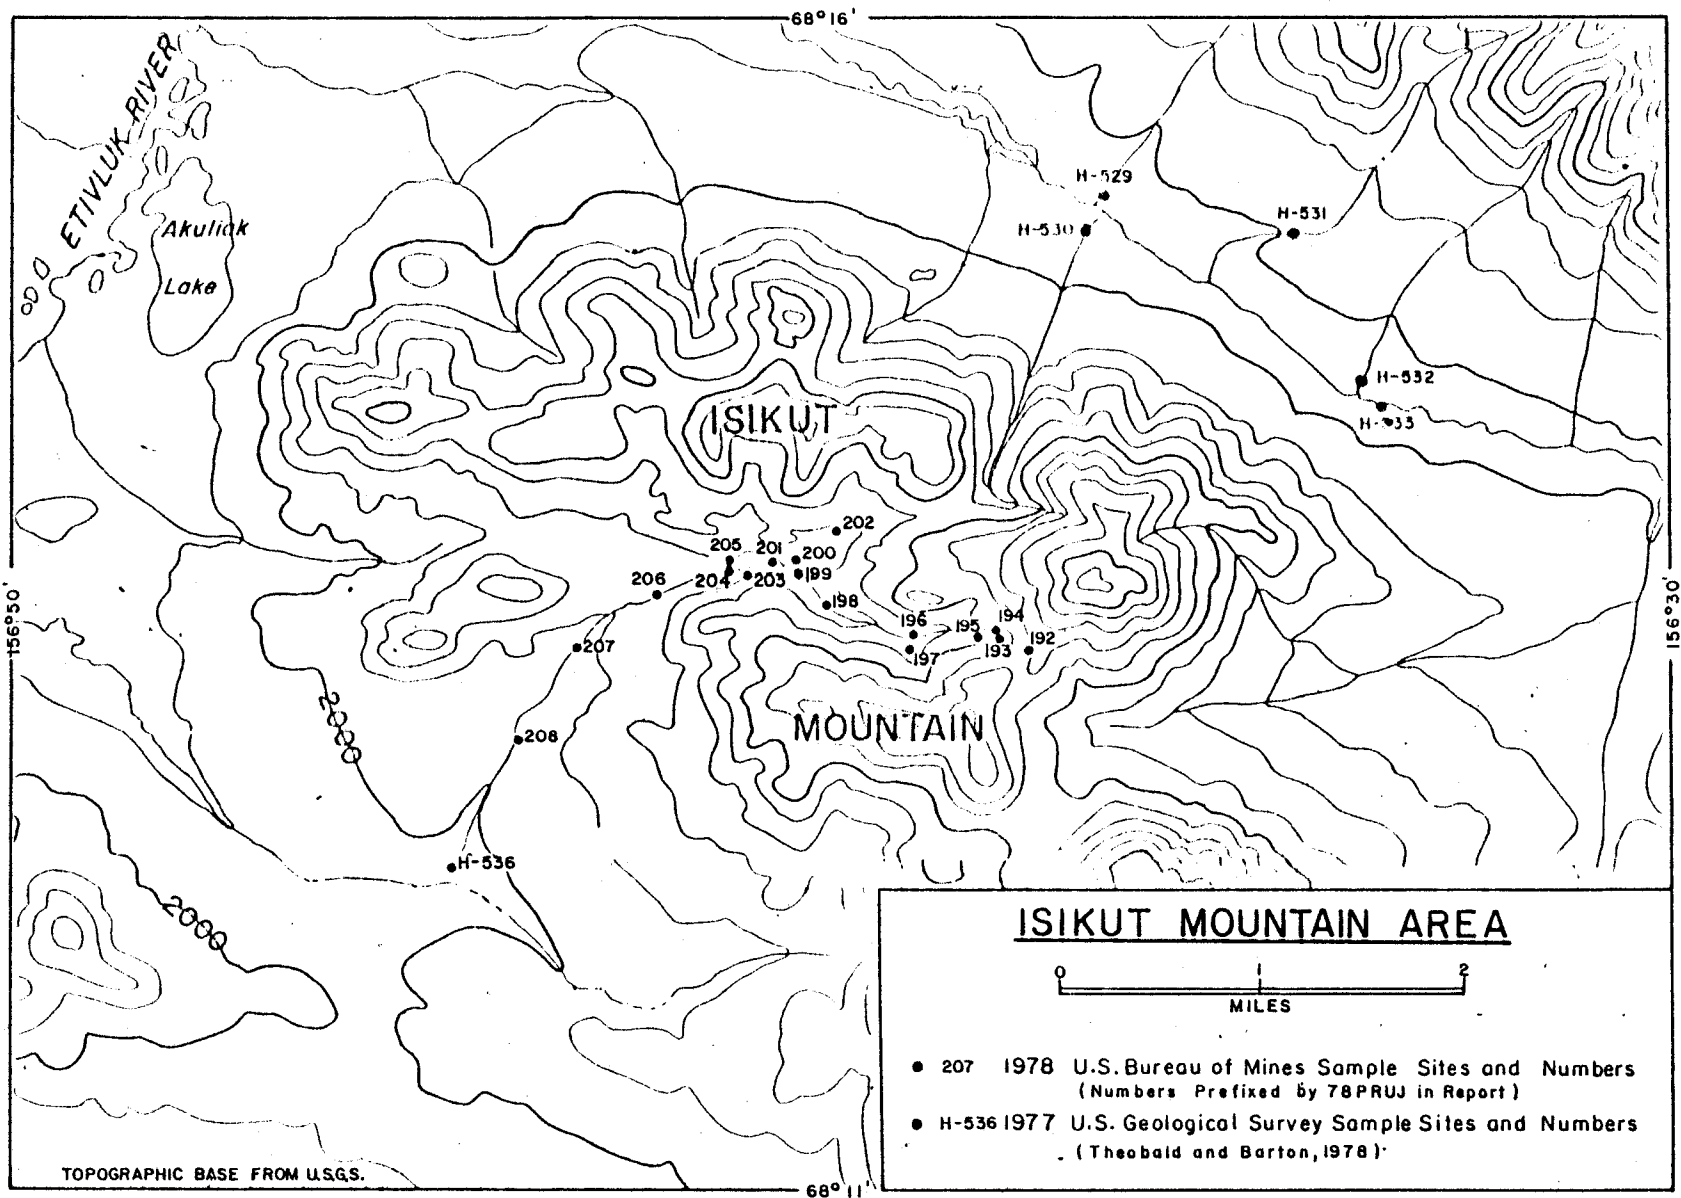 68°16'
ETIVLUK RIVER
Akuliak
Lake
H-529
H-530
H-531
H-532
H-533
ISIKUT
202
205 201 200
204 203 199
206
198
196 195 194
207
197 193 192
156°50'
156°30'
2000
MOUNTAIN
208
H-536
2000
ISIKUT MOUNTAIN AREA
0 1 2
MILES
207 1978 U.S. Bureau of Mines Sample Sites and Numbers
(Numbers Prefixed by 78PRUJ in Report)
H-536 1977 U.S. Geological Survey Sample Sites and Numbers
(Theobald and Barton, 1978)
TOPOGRAPHIC BASE FROM U.S.G.S.
68°11'